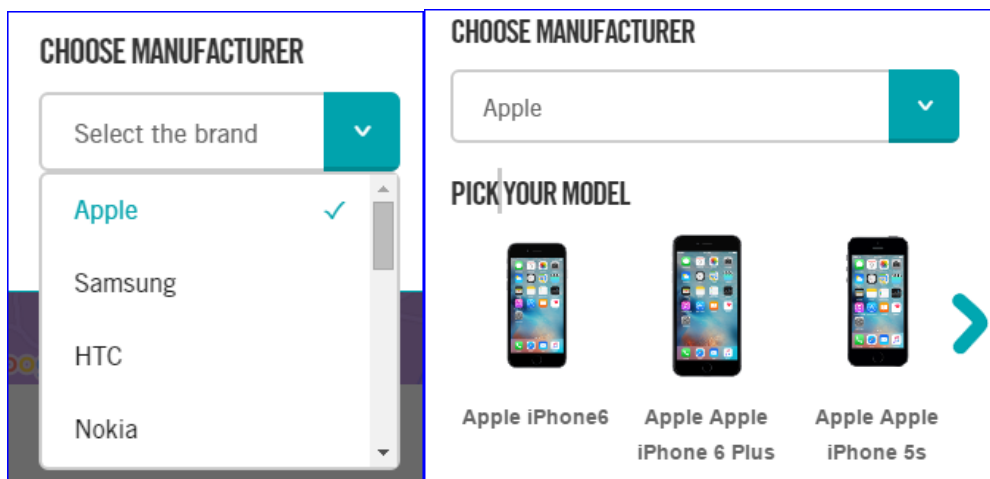 CHOOSE MANUFACTURER
Select the brand
Apple
Samsung
HTC
Nokia
CHOOSE MANUFACTURER
Apple
PICK YOUR MODEL
Apple iPhone6
Apple Apple
iPhone 6 Plus
Apple Apple
iPhone 5s